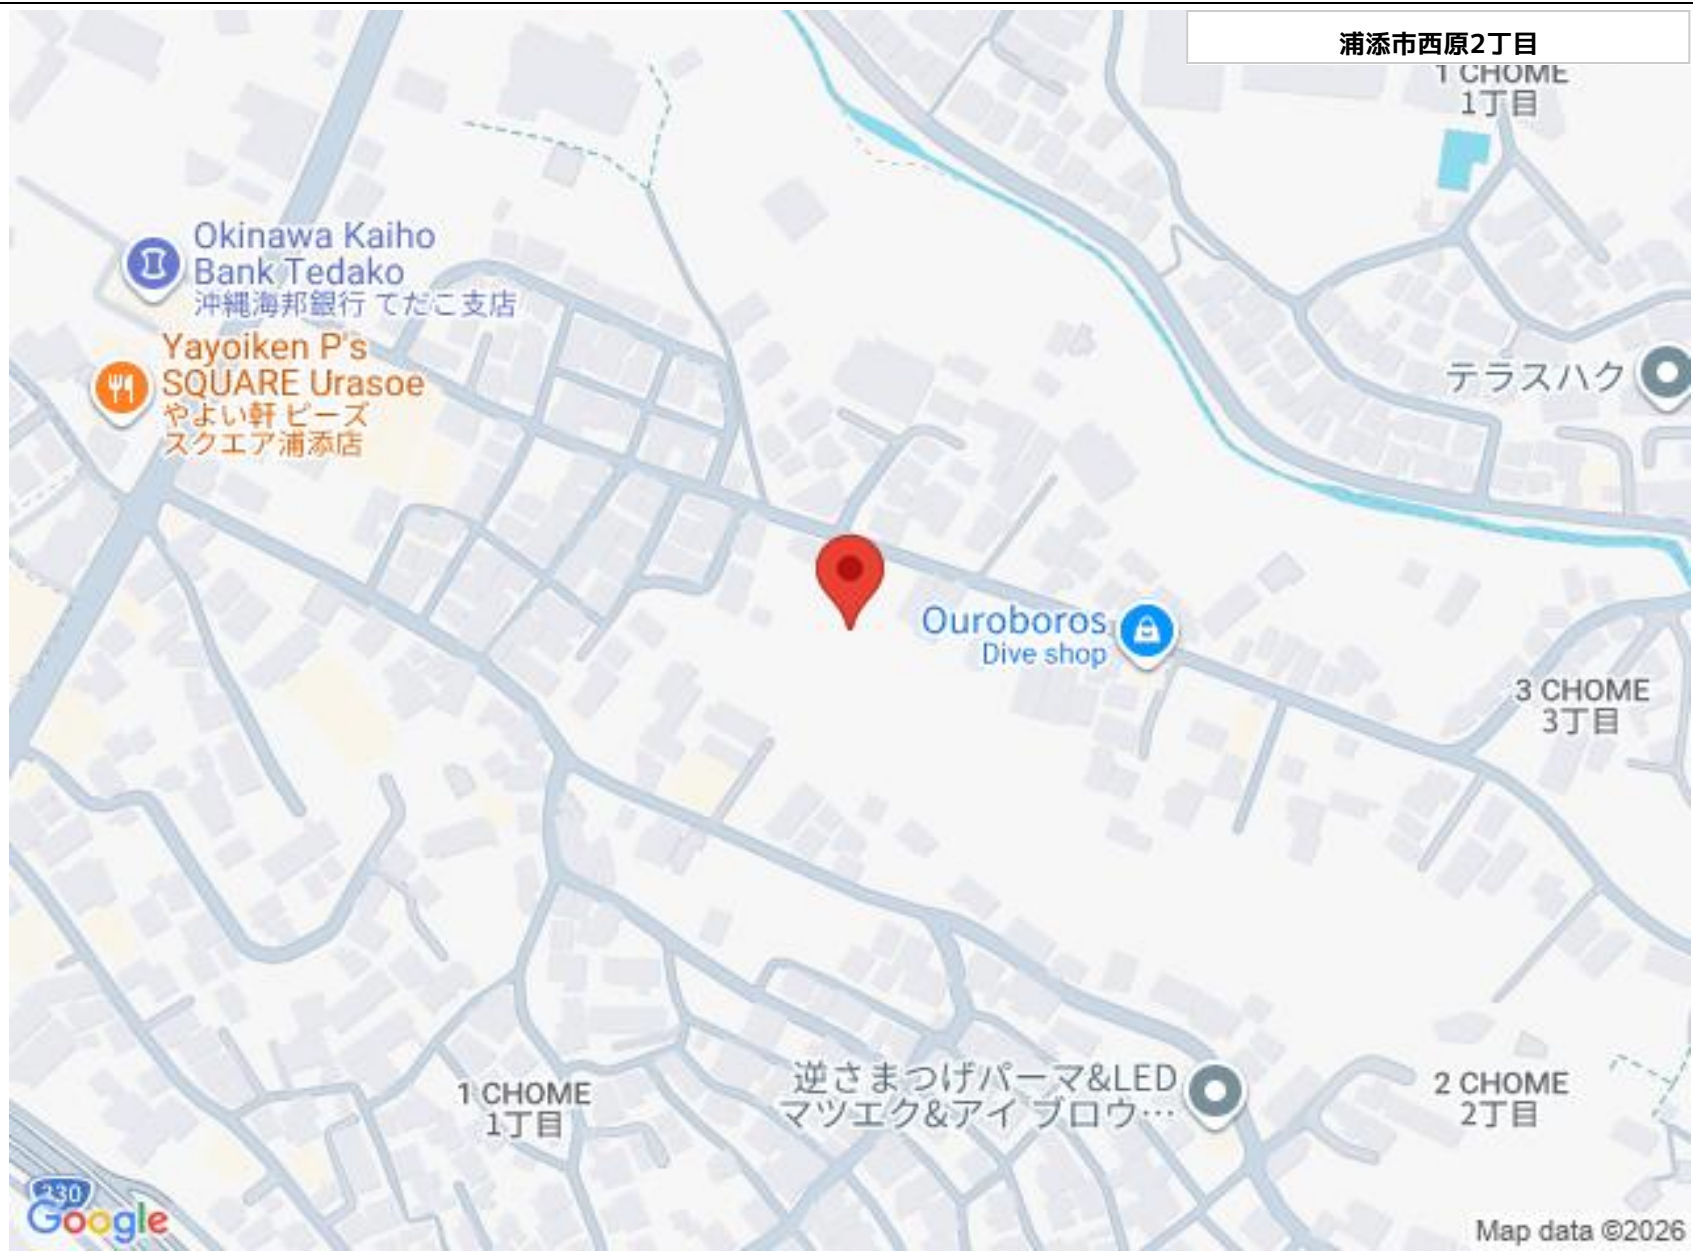 浦添市西原2丁目
1 CHOME
1丁目
Okinawa Kaiho
Bank Tedako
沖縄海邦銀行 てだこ支店
Yayoiken P's
SQUARE Urasoe
やよい軒 ピーズ
スクエア浦添店
テラスハク
Ouroboros
Dive shop
3 CHOME
3丁目
逆さまつげパーマ&LED
マツエク&アイ ブロウ…
1 CHOME
1丁目
2 CHOME
2丁目
330
Google
Map data ©2026